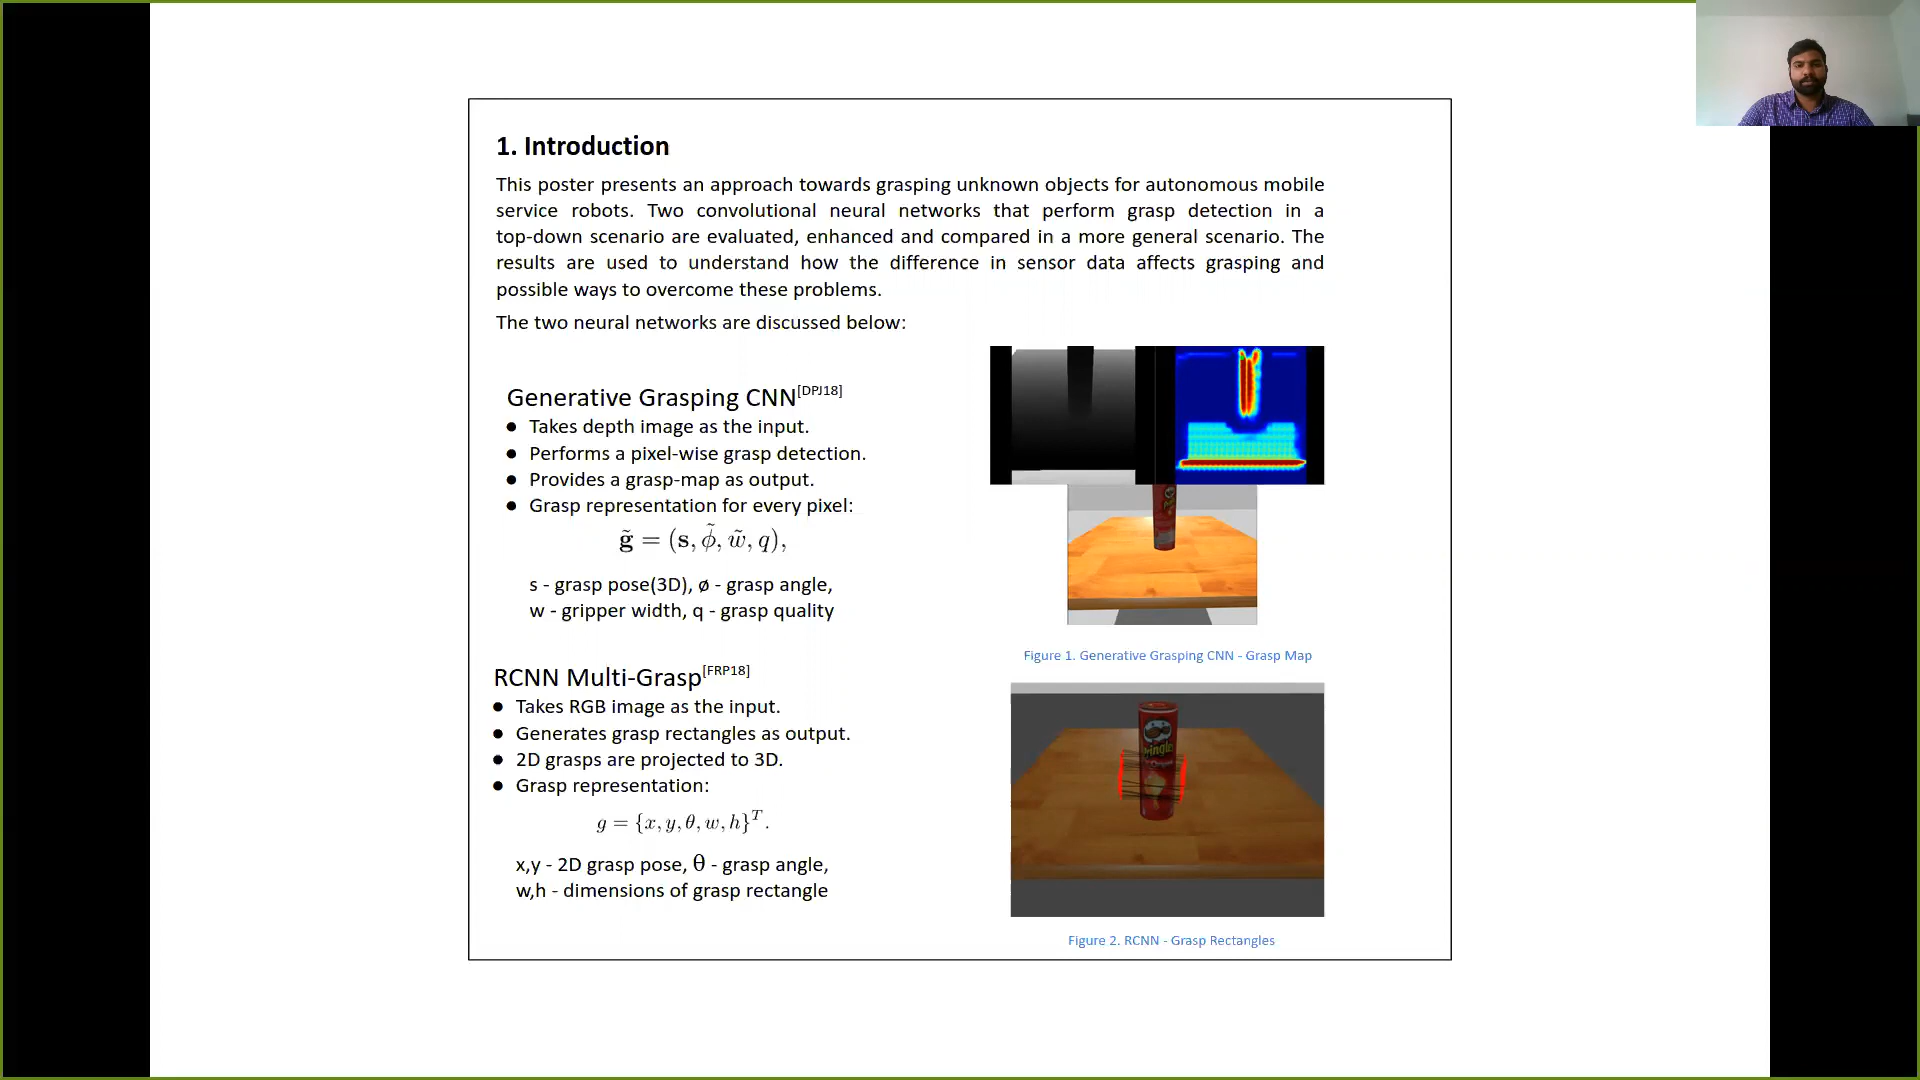 1. Introduction
This poster presents an approach towards grasping unknown objects for autonomous mobile
service robots. Two convolutional neural networks that perform grasp detection in a
top-down scenario are evaluated, enhanced and compared in a more general scenario. The
results are used to understand how the difference in sensor data affects grasping and
possible ways to overcome these problems.
The two neural networks are discussed below:
Generative Grasping CNN[DPJ18]
● Takes depth image as the input.
● Performs a pixel-wise grasp detection.
● Provides a grasp-map as output.
● Grasp representation for every pixel:
g̃ = (s, ϕ̃, w̃, q),
s - grasp pose(3D), ø - grasp angle,
w - gripper width, q - grasp quality
Figure 1. Generative Grasping CNN - Grasp Map
RCNN Multi-Grasp[FRP18]
● Takes RGB image as the input.
● Generates grasp rectangles as output.
● 2D grasps are projected to 3D.
● Grasp representation:
g = {x, y, θ, w, h}ᵀ.
x,y - 2D grasp pose, θ - grasp angle,
w,h - dimensions of grasp rectangle
Pringles
Figure 2. RCNN - Grasp Rectangles